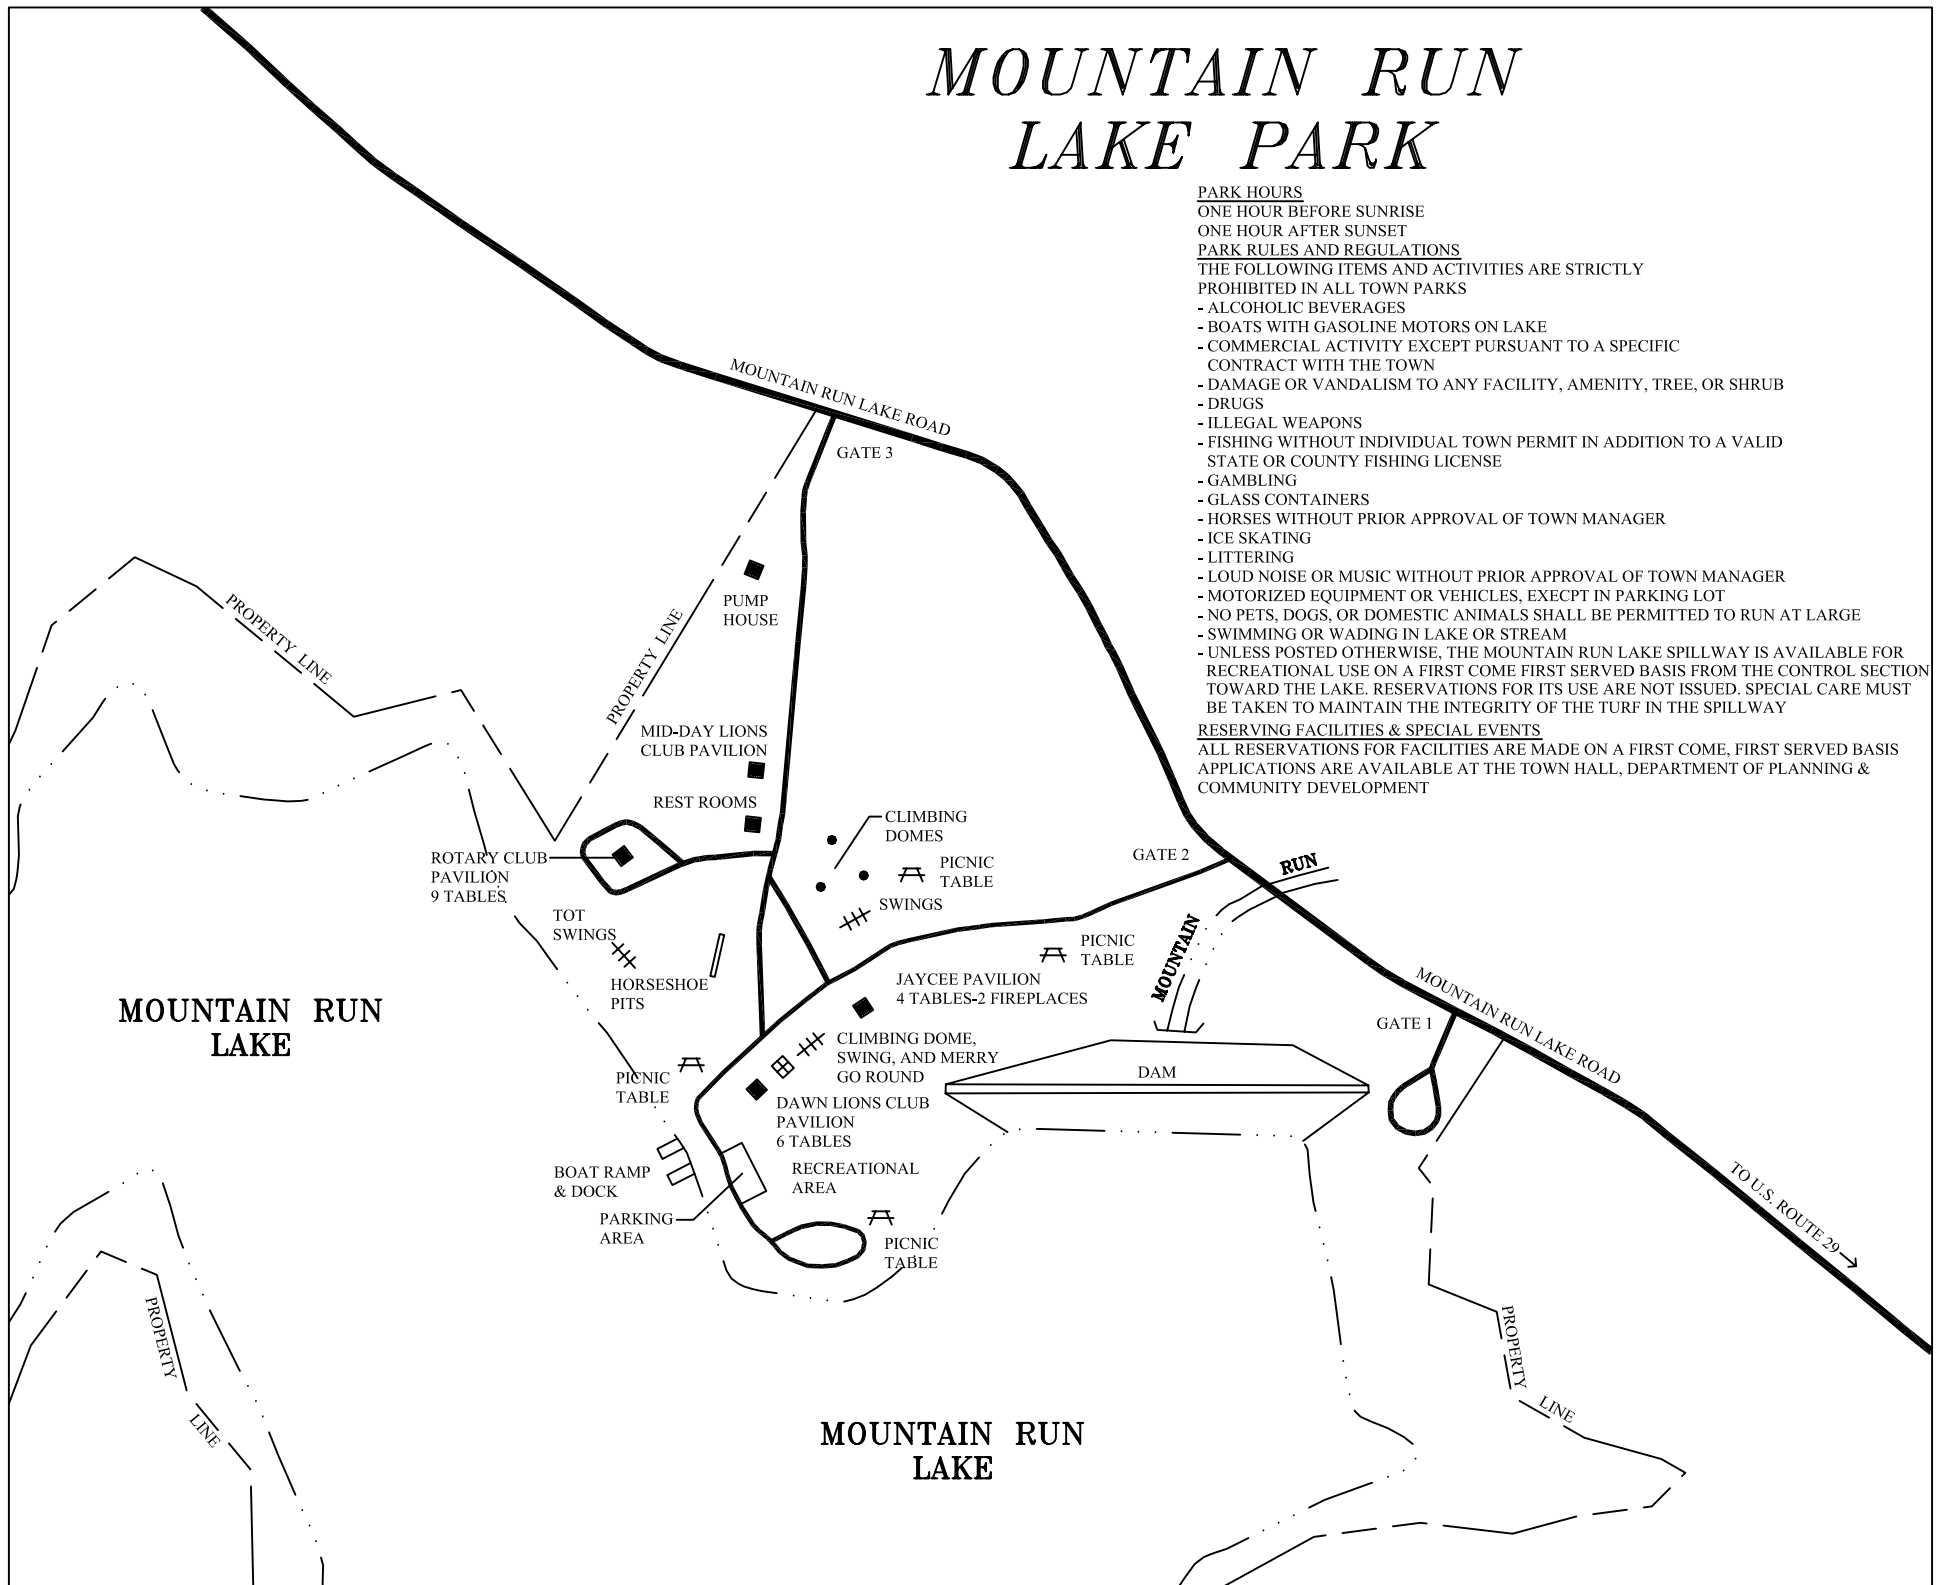 MOUNTAIN RUN
LAKE PARK
PARK HOURS
ONE HOUR BEFORE SUNRISE
ONE HOUR AFTER SUNSET
PARK RULES AND REGULATIONS
THE FOLLOWING ITEMS AND ACTIVITIES ARE STRICTLY
PROHIBITED IN ALL TOWN PARKS
- ALCOHOLIC BEVERAGES
- BOATS WITH GASOLINE MOTORS ON LAKE
- COMMERCIAL ACTIVITY EXCEPT PURSUANT TO A SPECIFIC
CONTRACT WITH THE TOWN
- DAMAGE OR VANDALISM TO ANY FACILITY, AMENITY, TREE, OR SHRUB
- DRUGS
- ILLEGAL WEAPONS
- FISHING WITHOUT INDIVIDUAL TOWN PERMIT IN ADDITION TO A VALID
STATE OR COUNTY FISHING LICENSE
- GAMBLING
- GLASS CONTAINERS
- HORSES WITHOUT PRIOR APPROVAL OF TOWN MANAGER
- ICE SKATING
- LITTERING
- LOUD NOISE OR MUSIC WITHOUT PRIOR APPROVAL OF TOWN MANAGER
- MOTORIZED EQUIPMENT OR VEHICLES, EXECPT IN PARKING LOT
- NO PETS, DOGS, OR DOMESTIC ANIMALS SHALL BE PERMITTED TO RUN AT LARGE
- SWIMMING OR WADING IN LAKE OR STREAM
- UNLESS POSTED OTHERWISE, THE MOUNTAIN RUN LAKE SPILLWAY IS AVAILABLE FOR
RECREATIONAL USE ON A FIRST COME FIRST SERVED BASIS FROM THE CONTROL SECTION
TOWARD THE LAKE. RESERVATIONS FOR ITS USE ARE NOT ISSUED. SPECIAL CARE MUST
BE TAKEN TO MAINTAIN THE INTEGRITY OF THE TURF IN THE SPILLWAY
RESERVING FACILITIES & SPECIAL EVENTS
ALL RESERVATIONS FOR FACILITIES ARE MADE ON A FIRST COME, FIRST SERVED BASIS
APPLICATIONS ARE AVAILABLE AT THE TOWN HALL, DEPARTMENT OF PLANNING &
COMMUNITY DEVELOPMENT
MOUNTAIN RUN LAKE ROAD
GATE 3
PUMP
HOUSE
PROPERTY LINE
PROPERTY LINE
MID-DAY LIONS
CLUB PAVILION
REST ROOMS
CLIMBING
DOMES
PICNIC
TABLE
SWINGS
GATE 2
RUN
MOUNTAIN
ROTARY CLUB
PAVILION
9 TABLES
TOT
SWINGS
HORSESHOE
PITS
PICNIC
TABLE
JAYCEE PAVILION
4 TABLES-2 FIREPLACES
MOUNTAIN RUN LAKE ROAD
GATE 1
MOUNTAIN RUN
LAKE
CLIMBING DOME,
SWING, AND MERRY
GO ROUND
DAM
PICNIC
TABLE
DAWN LIONS CLUB
PAVILION
6 TABLES
BOAT RAMP
& DOCK
RECREATIONAL
AREA
PARKING
AREA
PICNIC
TABLE
TO U.S. ROUTE 29
PROPERTY
LINE
PROPERTY
LINE
MOUNTAIN RUN
LAKE